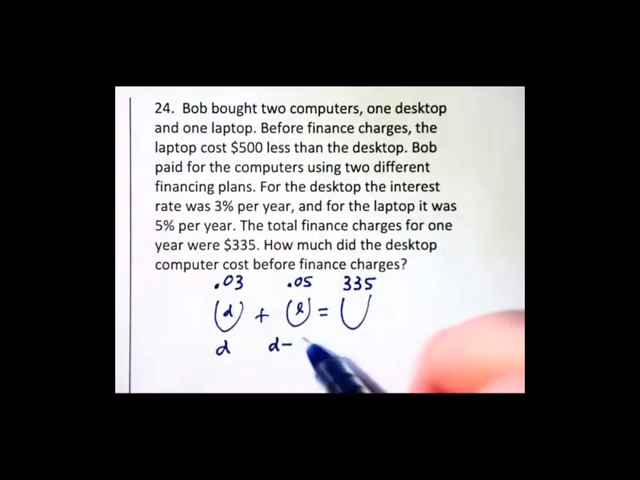 24. Bob bought two computers, one desktop
and one laptop. Before finance charges, the
laptop cost $500 less than the desktop. Bob
paid for the computers using two different
financing plans. For the desktop the interest
rate was 3% per year, and for the laptop it was
5% per year. The total finance charges for one
year were $335. How much did the desktop
computer cost before finance charges?
.03 .05 335
(d) + (l) = ( )
d d-